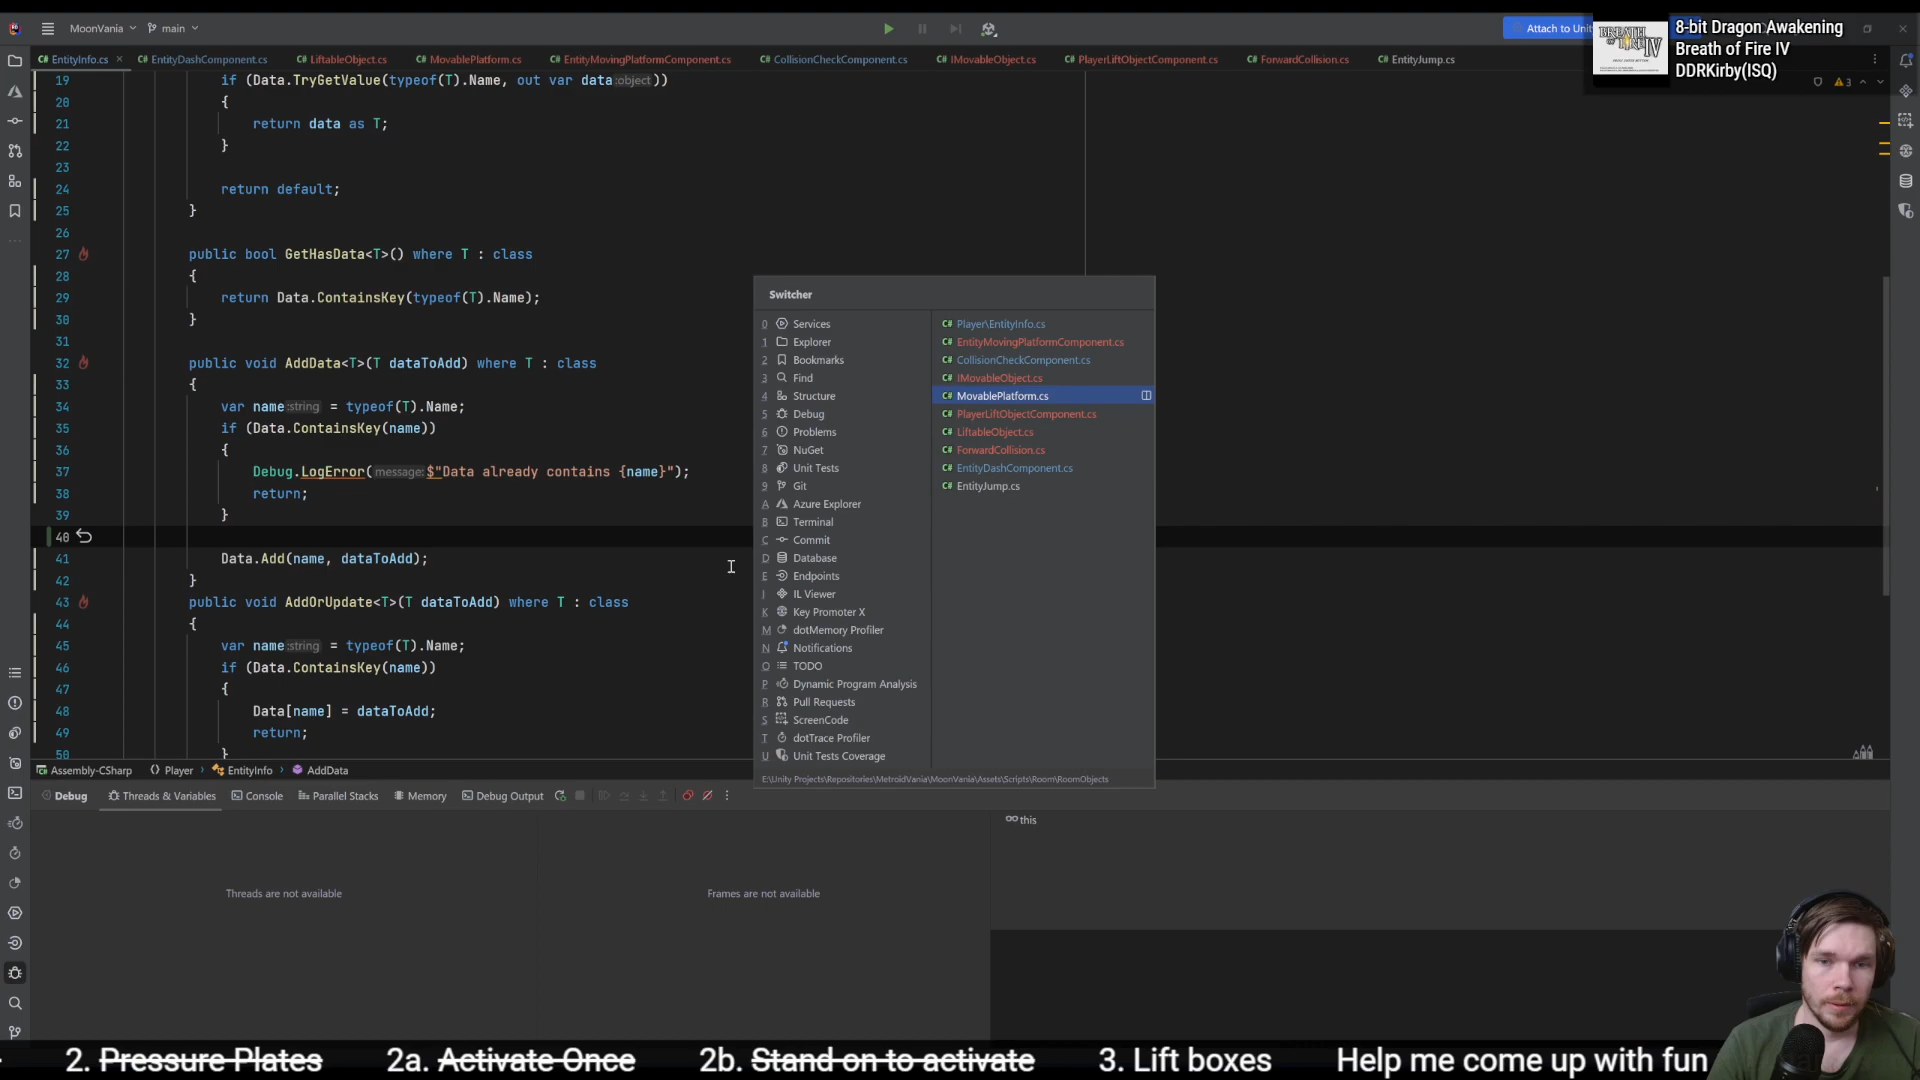 MoonVania
main
Attach to Unit
BREATH OF FIRE IV
8-bit Dragon Awakening
Breath of Fire IV
DDRKirby(ISQ)
EntityInfo.cs
EntityDashComponent.cs
LiftableObject.cs
MovablePlatform.cs
EntityMovingPlatformComponent.cs
CollisionCheckComponent.cs
IMovableObject.cs
PlayerLiftObjectComponent.cs
ForwardCollision.cs
EntityJump.cs
3
19 if (Data.TryGetValue(typeof(T).Name, out var data:object))
20 {
21 return data as T;
22 }
23
24 return default;
25 }
26
27 public bool GetHasData<T>() where T : class
28 {
29 return Data.ContainsKey(typeof(T).Name);
30 }
31
32 public void AddData<T>(T dataToAdd) where T : class
33 {
34 var name:string = typeof(T).Name;
35 if (Data.ContainsKey(name))
36 {
37 Debug.LogError(message:$"Data already contains {name}");
38 return;
39 }
40
41 Data.Add(name, dataToAdd);
42 }
43 public void AddOrUpdate<T>(T dataToAdd) where T : class
44 {
45 var name:string = typeof(T).Name;
46 if (Data.ContainsKey(name))
47 {
48 Data[name] = dataToAdd;
49 return;
50 }
Switcher
0 Services
1 Explorer
2 Bookmarks
3 Find
4 Structure
5 Debug
6 Problems
7 NuGet
8 Unit Tests
9 Git
A Azure Explorer
B Terminal
C Commit
D Database
E Endpoints
J IL Viewer
K Key Promoter X
M dotMemory Profiler
N Notifications
O TODO
P Dynamic Program Analysis
R Pull Requests
S ScreenCode
T dotTrace Profiler
U Unit Tests Coverage
C# Player\EntityInfo.cs
C# EntityMovingPlatformComponent.cs
C# CollisionCheckComponent.cs
C# IMovableObject.cs
C# MovablePlatform.cs
C# PlayerLiftObjectComponent.cs
C# LiftableObject.cs
C# ForwardCollision.cs
C# EntityDashComponent.cs
C# EntityJump.cs
E:\Unity Projects\Repositories\MetroidVania\MoonVania\Assets\Scripts\Room\RoomObjects
Assembly-CSharp
Player
EntityInfo
AddData
Debug
Threads & Variables
Console
Parallel Stacks
Memory
Debug Output
this
Threads are not available
Frames are not available
2. Pressure Plates 2a. Activate Once 2b. Stand on to activate 3. Lift boxes Help me come up with fun